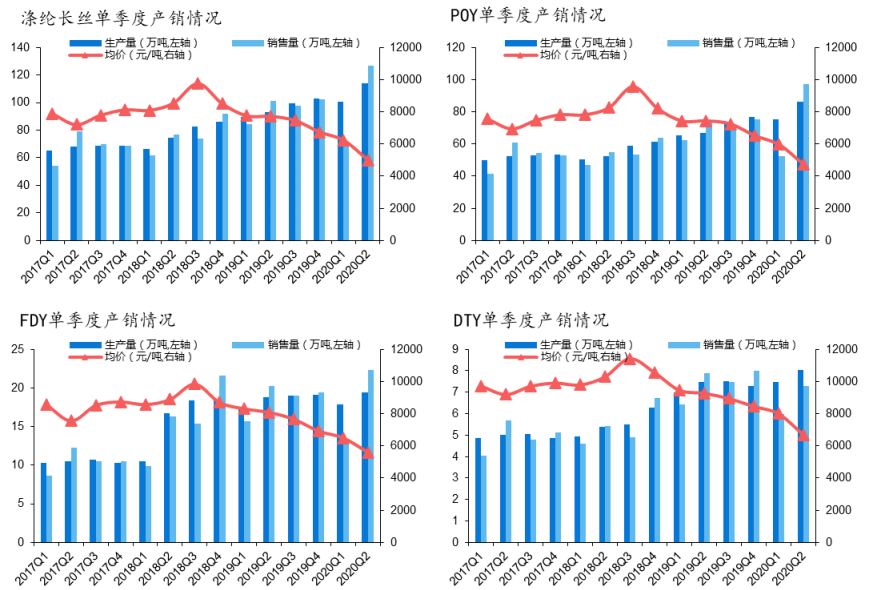 涤纶长丝单季度产销情况
生产量（万吨,左轴）
销售量（万吨,左轴）
均价（元/吨,右轴）
140
120
100
80
60
40
20
0
12000
10000
8000
6000
4000
2000
0
2017Q1
2017Q2
2017Q3
2017Q4
2018Q1
2018Q2
2018Q3
2018Q4
2019Q1
2019Q2
2019Q3
2019Q4
2020Q1
2020Q2
POY单季度产销情况
生产量（万吨,左轴）
销售量（万吨,左轴）
均价（元/吨,右轴）
120
100
80
60
40
20
0
12000
10000
8000
6000
4000
2000
0
2017Q1
2017Q2
2017Q3
2017Q4
2018Q1
2018Q2
2018Q3
2018Q4
2019Q1
2019Q2
2019Q3
2019Q4
2020Q1
2020Q2
FDY单季度产销情况
生产量（万吨,左轴）
销售量（万吨,左轴）
均价（元/吨,右轴）
25
20
15
10
5
0
12000
10000
8000
6000
4000
2000
0
2017Q1
2017Q2
2017Q3
2017Q4
2018Q1
2018Q2
2018Q3
2018Q4
2019Q1
2019Q2
2019Q3
2019Q4
2020Q1
2020Q2
DTY单季度产销情况
生产量（万吨,左轴）
销售量（万吨,左轴）
均价（元/吨,右轴）
9
8
7
6
5
4
3
2
1
0
12000
10000
8000
6000
4000
2000
0
2017Q1
2017Q2
2017Q3
2017Q4
2018Q1
2018Q2
2018Q3
2018Q4
2019Q1
2019Q2
2019Q3
2019Q4
2020Q1
2020Q2